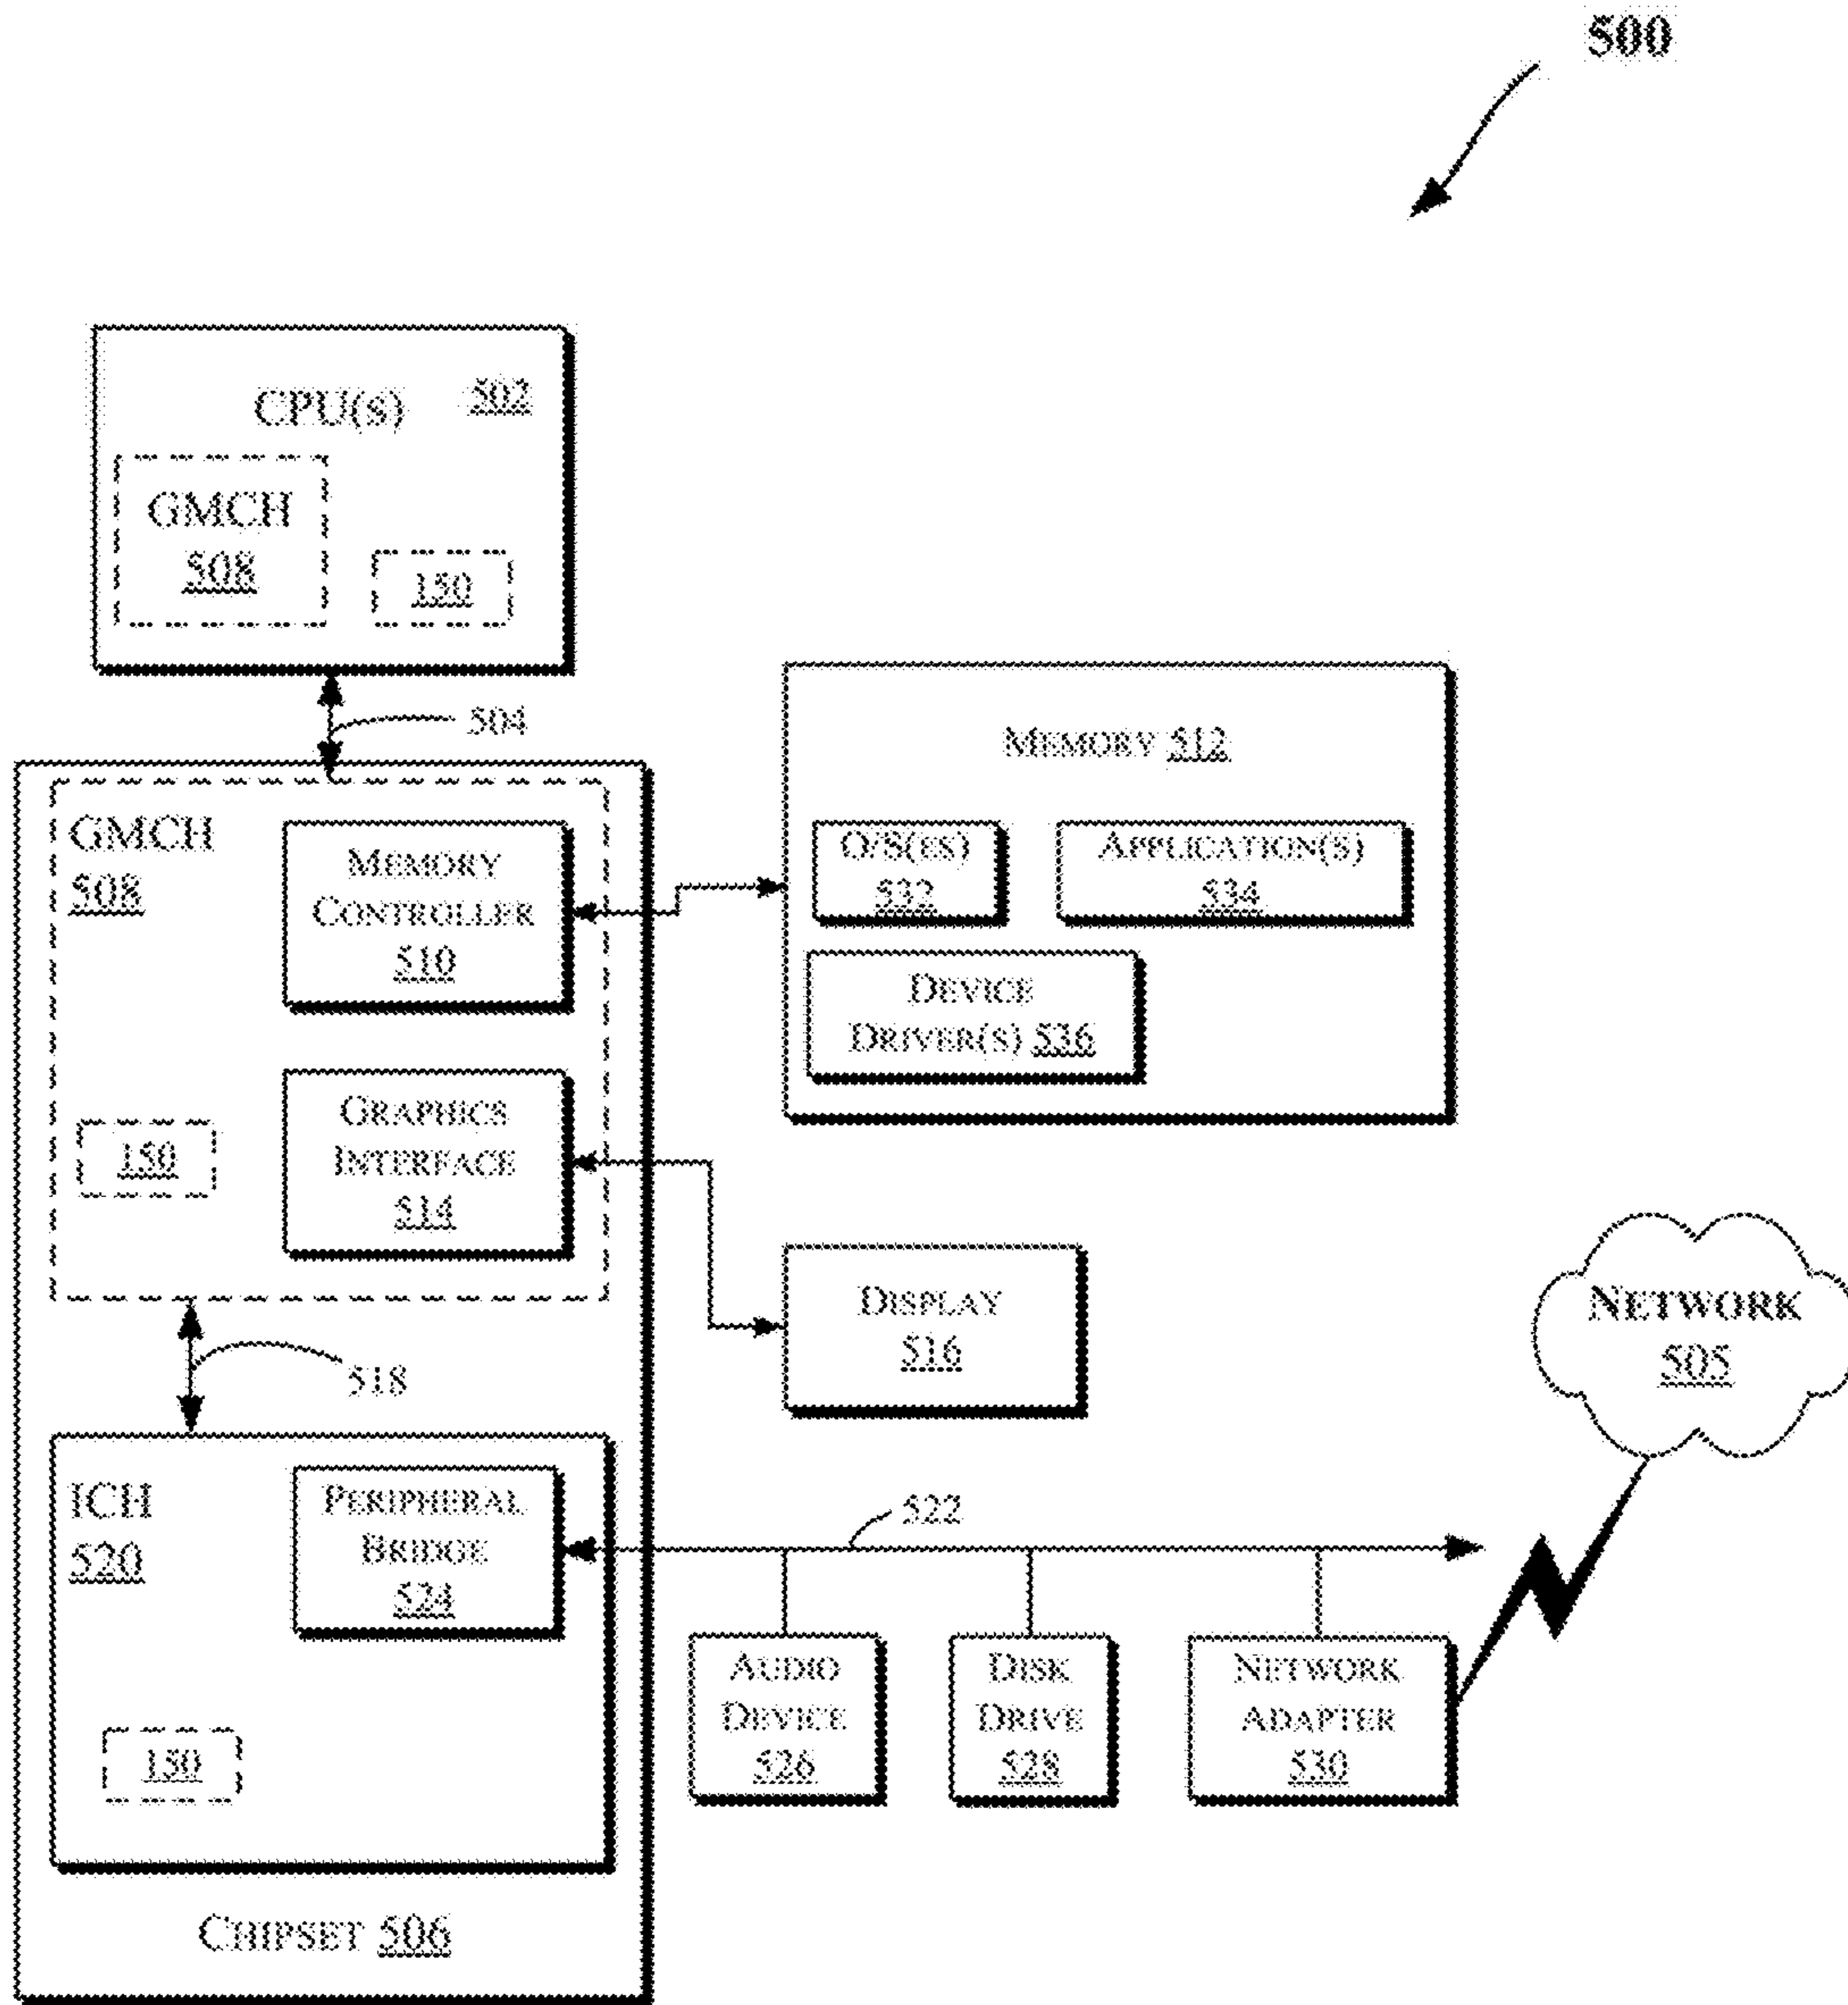 500
CPU(s)
502
GMCH
508
150
504
GMCH
508
MEMORY
CONTROLLER
510
GRAPHICS
INTERFACE
514
150
MEMORY 512
O/S(ES)
532
APPLICATION(S)
534
DEVICE
DRIVER(S) 536
DISPLAY
516
NETWORK
505
518
ICH
520
PERIPHERAL
BRIDGE
524
150
522
AUDIO
DEVICE
526
DISK
DRIVE
528
NETWORK
ADAPTER
530
CHIPSET 506